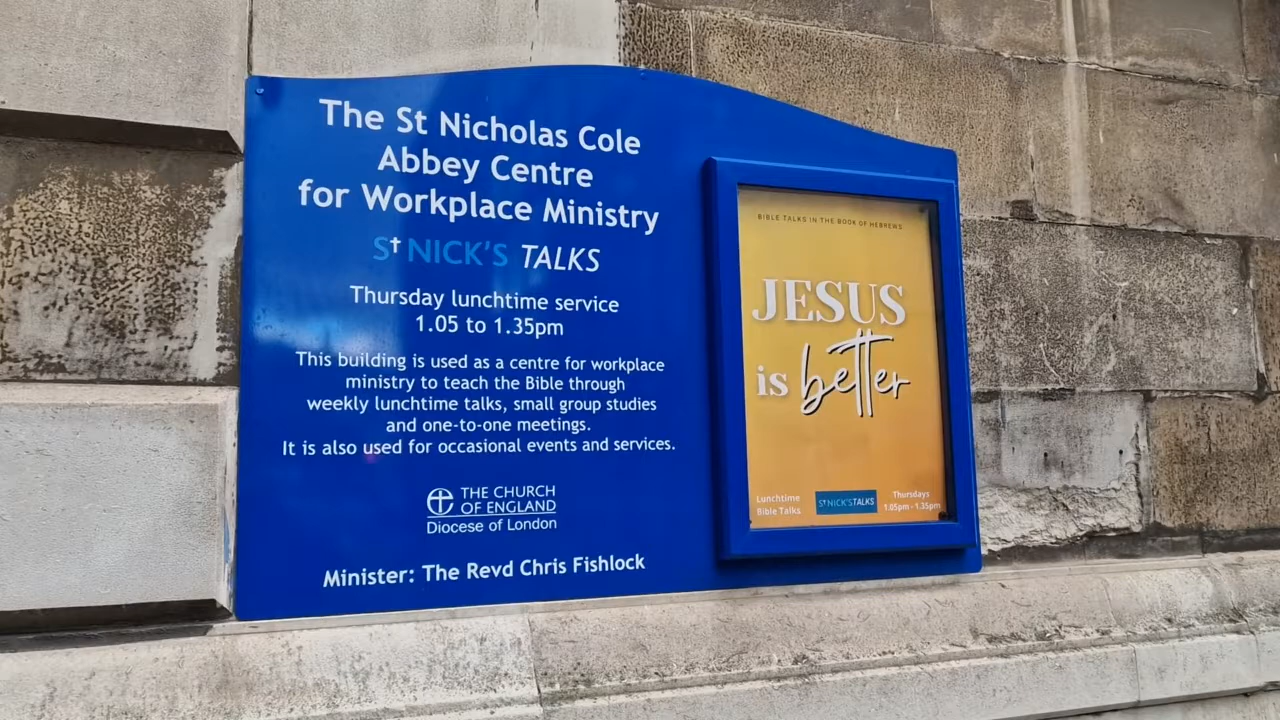 The St Nicholas Cole
Abbey Centre
for Workplace Ministry
St NICK'S TALKS
Thursday lunchtime service
1.05 to 1.35pm
This building is used as a centre for workplace
ministry to teach the Bible through
weekly lunchtime talks, small group studies
and one-to-one meetings.
It is also used for occasional events and services.
THE CHURCH
OF ENGLAND
Diocese of London
Minister: The Revd Chris Fishlock
BIBLE TALKS IN THE BOOK OF HEBREWS
JESUS
is better
Lunchtime
Bible Talks
St NICK'S TALKS
Thursdays
1.05pm - 1.35pm